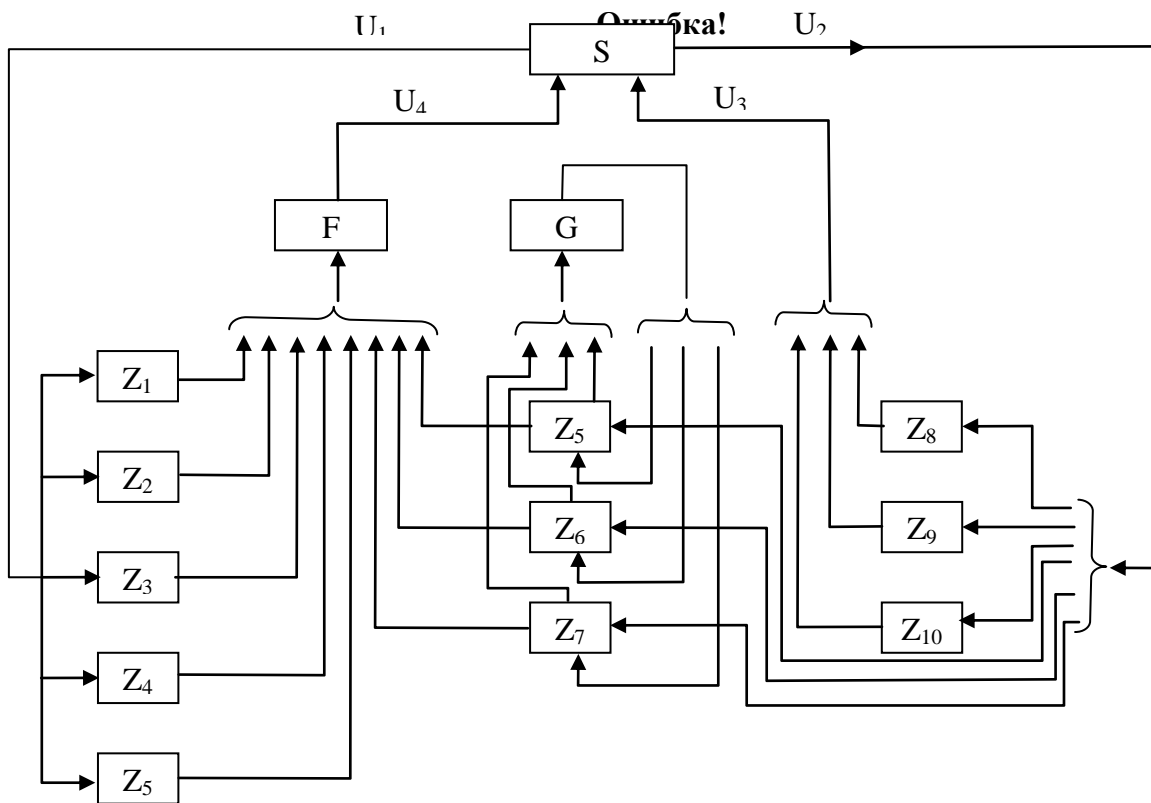 U₁ Ошибка! U₂
S
U₄ U₃
F G
Z₁ Z₅ Z₈
Z₂ Z₆ Z₉
Z₃ Z₇ Z₁₀
Z₄
Z₅